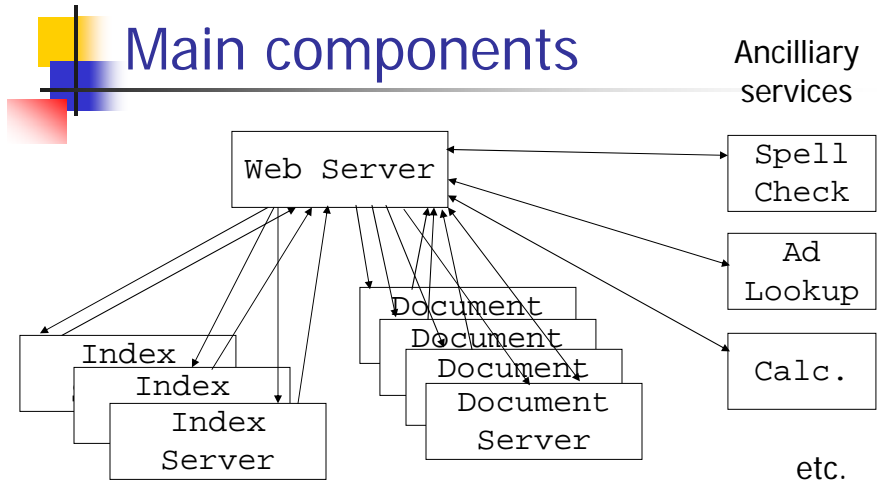 Main components
Ancilliary
services
Web Server
Spell
Check
Ad
Lookup
Calc.
etc.
Index
Index
Index
Server
Document
Document
Document
Document
Server